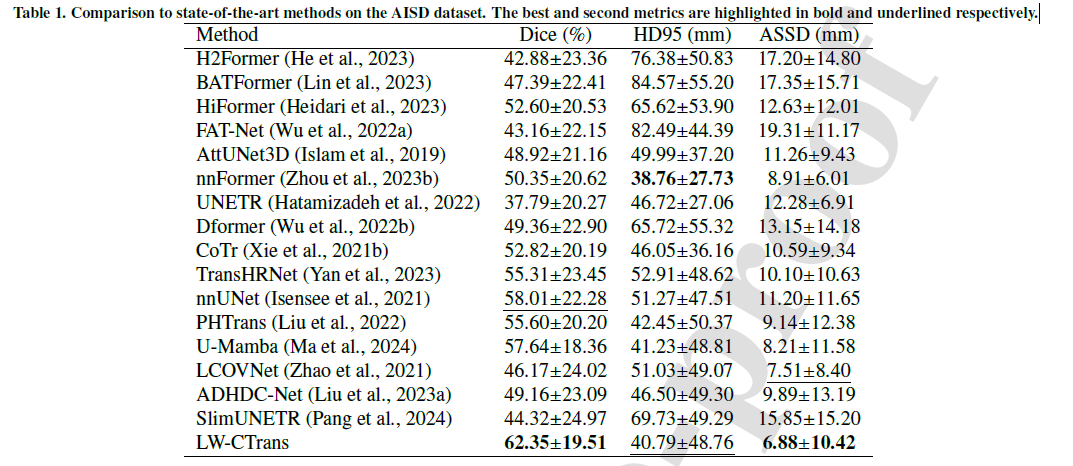 Table 1. Comparison to state-of-the-art methods on the AISD dataset. The best and second metrics are highlighted in bold and underlined respectively.
Method Dice (%) HD95 (mm) ASSD (mm)
H2Former (He et al., 2023) 42.88±23.36 76.38±50.83 17.20±14.80
BATFormer (Lin et al., 2023) 47.39±22.41 84.57±55.20 17.35±15.71
HiFormer (Heidari et al., 2023) 52.60±20.53 65.62±53.90 12.63±12.01
FAT-Net (Wu et al., 2022a) 43.16±22.15 82.49±44.39 19.31±11.17
AttUNet3D (Islam et al., 2019) 48.92±21.16 49.99±37.20 11.26±9.43
nnFormer (Zhou et al., 2023b) 50.35±20.62 38.76±27.73 8.91±6.01
UNETR (Hatamizadeh et al., 2022) 37.79±20.27 46.72±27.06 12.28±6.91
Dformer (Wu et al., 2022b) 49.36±22.90 65.72±55.32 13.15±14.18
CoTr (Xie et al., 2021b) 52.82±20.19 46.05±36.16 10.59±9.34
TransHRNet (Yan et al., 2023) 55.31±23.45 52.91±48.62 10.10±10.63
nnUNet (Isensee et al., 2021) 58.01±22.28 51.27±47.51 11.20±11.65
PHTrans (Liu et al., 2022) 55.60±20.20 42.45±50.37 9.14±12.38
U-Mamba (Ma et al., 2024) 57.64±18.36 41.23±48.81 8.21±11.58
LCOVNet (Zhao et al., 2021) 46.17±24.02 51.03±49.07 7.51±8.40
ADHDC-Net (Liu et al., 2023a) 49.16±23.09 46.50±49.30 9.89±13.19
SlimUNETR (Pang et al., 2024) 44.32±24.97 69.73±49.29 15.85±15.20
LW-CTrans 62.35±19.51 40.79±48.76 6.88±10.42
-proof